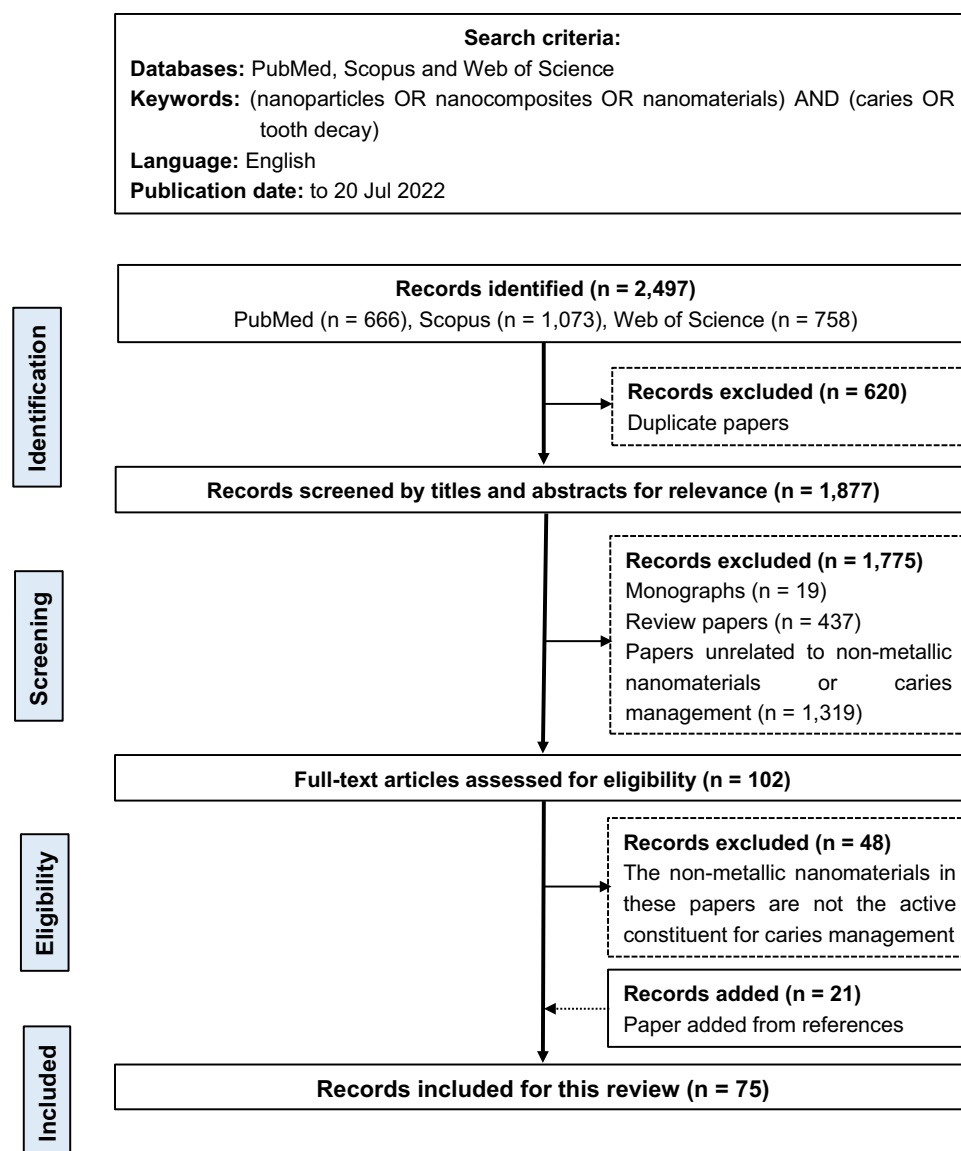 Search criteria:
Databases: PubMed, Scopus and Web of Science
Keywords: (nanoparticles OR nanocomposites OR nanomaterials) AND (caries OR
tooth decay)
Language: English
Publication date: to 20 Jul 2022
Identification
Records identified (n = 2,497)
PubMed (n = 666), Scopus (n = 1,073), Web of Science (n = 758)
Records excluded (n = 620)
Duplicate papers
Records screened by titles and abstracts for relevance (n = 1,877)
Screening
Records excluded (n = 1,775)
Monographs (n = 19)
Review papers (n = 437)
Papers unrelated to non-metallic
nanomaterials or caries
management (n = 1,319)
Full-text articles assessed for eligibility (n = 102)
Eligibility
Records excluded (n = 48)
The non-metallic nanomaterials in
these papers are not the active
constituent for caries management
Records added (n = 21)
Paper added from references
Included
Records included for this review (n = 75)